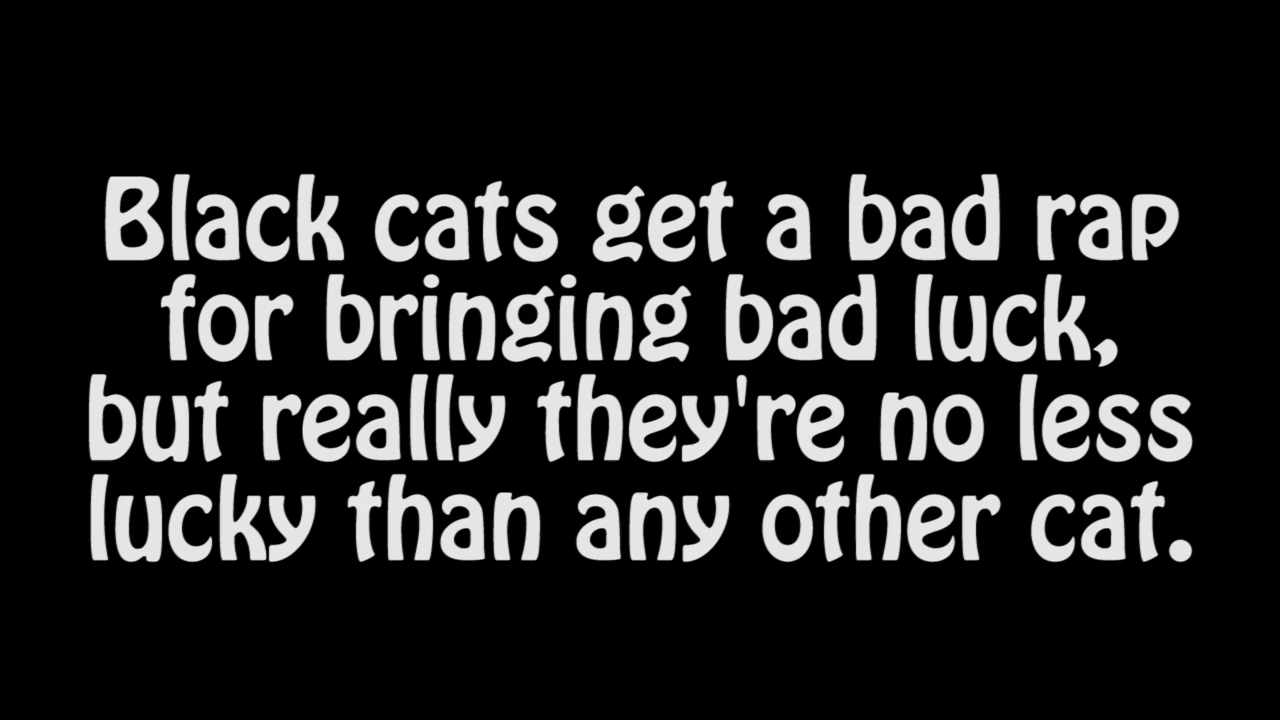 Black cats get a bad rap
for bringing bad luck,
but really they're no less
lucky than any other cat.